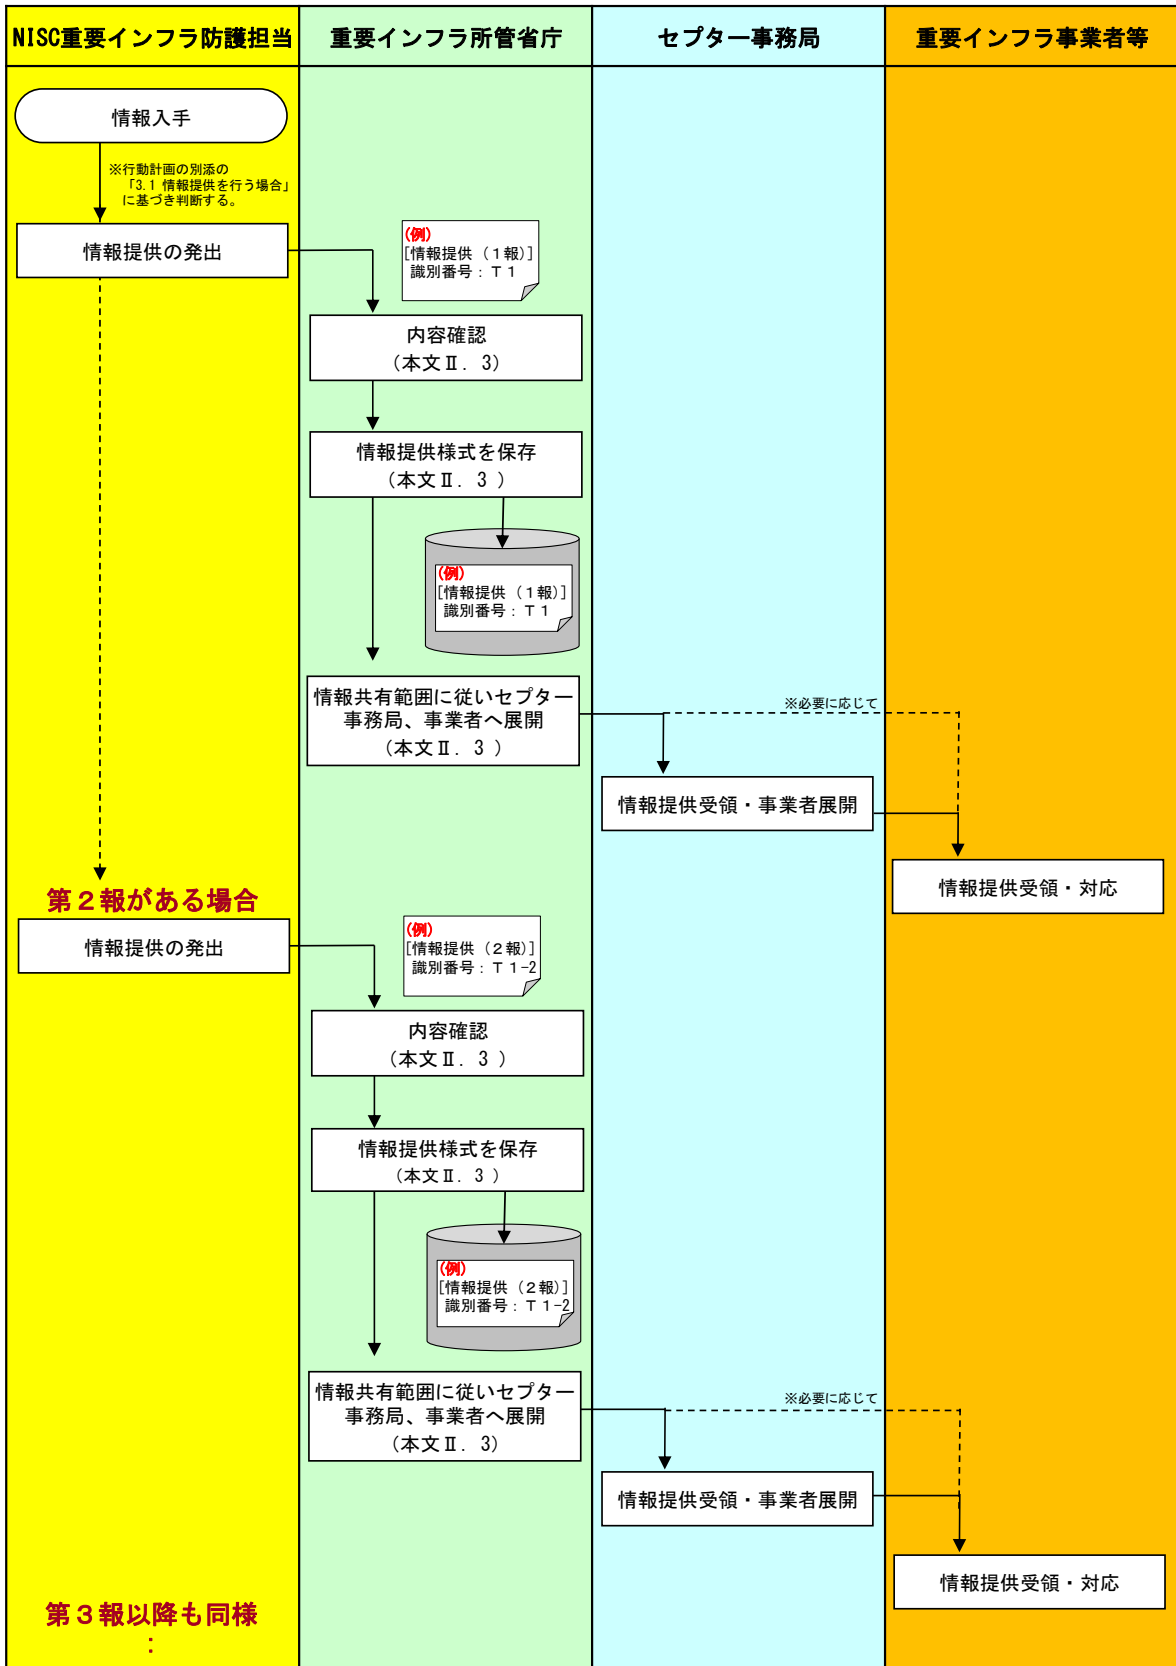 NISC重要インフラ防護担当
重要インフラ所管省庁
セプター事務局
重要インフラ事業者等
情報入手
※行動計画の別添の
「3.1 情報提供を行う場合」
に基づき判断する。
情報提供の発出
(例)
[情報提供（１報)]
識別番号：Ｔ１
内容確認
（本文Ⅱ．３）
情報提供様式を保存
（本文Ⅱ．３ ）
(例)
[情報提供（１報)]
識別番号：Ｔ１
情報共有範囲に従いセプター
事務局、事業者へ展開
（本文Ⅱ．３ ）
※必要に応じて
情報提供受領・事業者展開
情報提供受領・対応
第２報がある場合
情報提供の発出
(例)
[情報提供（２報)]
識別番号：Ｔ１-２
内容確認
（本文Ⅱ．３ ）
情報提供様式を保存
（本文Ⅱ．３ ）
(例)
[情報提供（２報)]
識別番号：Ｔ１-２
情報共有範囲に従いセプター
事務局、事業者へ展開
（本文Ⅱ．３）
※必要に応じて
情報提供受領・事業者展開
情報提供受領・対応
第３報以降も同様
：